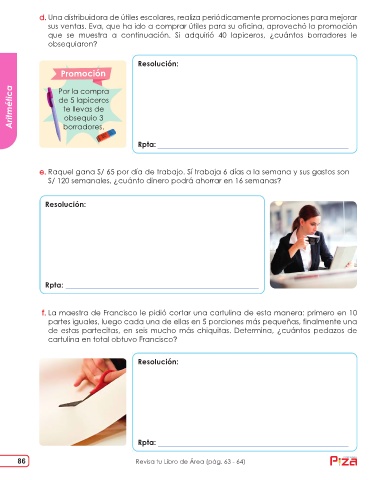 d. Una distribuidora de útiles escolares, realiza periódicamente promociones para mejorar
sus ventas. Eva, que ha ido a comprar útiles para su oficina, aprovechó la promoción
que se muestra a continuación. Si adquirió 40 lapiceros, ¿cuántos borradores le
obsequiaron?
Aritmética
Promoción
Por la compra
de 5 lapiceros
te llevas de
obsequio 3
borradores.
Resolución:
Rpta:
e. Raquel gana S/ 65 por día de trabajo. Sí trabaja 6 días a la semana y sus gastos son
S/ 120 semanales, ¿cuánto dinero podrá ahorrar en 16 semanas?
Resolución:
Rpta:
f. La maestra de Francisco le pidió cortar una cartulina de esta manera: primero en 10
partes iguales, luego cada una de ellas en 5 porciones más pequeñas, finalmente una
de estas partecitas, en seis mucho más chiquitas. Determina, ¿cuántos pedazos de
cartulina en total obtuvo Francisco?
Resolución:
Rpta:
86
Revisa tu Libro de Área (pág. 63 - 64)